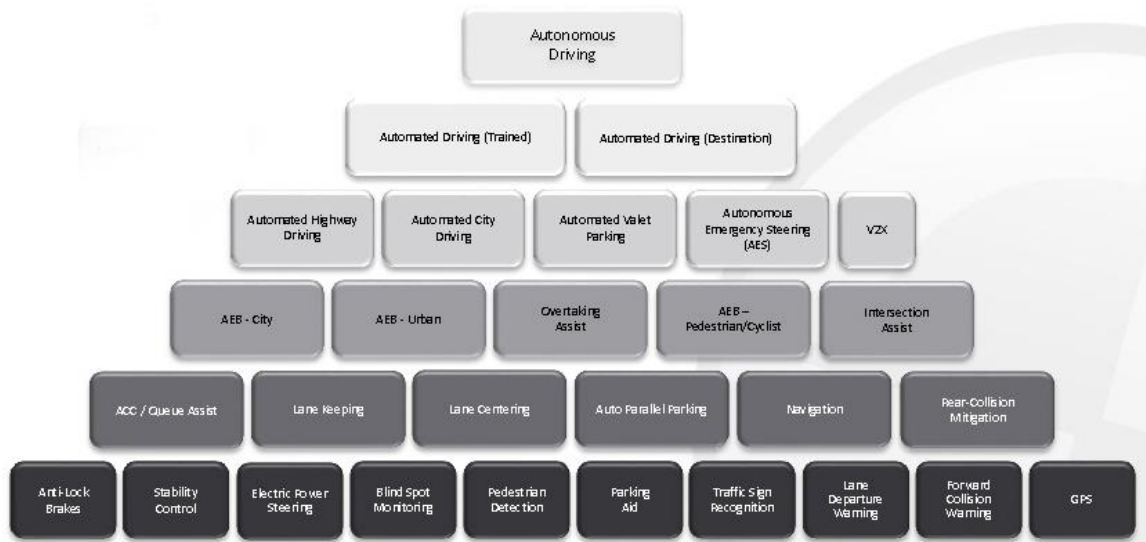 Autonomous
Driving
Automated Driving (Trained)
Automated Driving (Destination)
Automated Highway
Driving
Automated City
Driving
Automated Valet
Parking
Autonomous
Emergency Steering
(AES)
V2X
AEB - City
AEB - Urban
Overtaking
Assist
AEB –
Pedestrian/Cyclist
Intersection
Assist
ACC / Queue Assist
Lane Keeping
Lane Centering
Auto Parallel Parking
Navigation
Rear-Collision
Mitigation
Anti-Lock
Brakes
Stability
Control
Electric Power
Steering
Blind Spot
Monitoring
Pedestrian
Detection
Parking
Aid
Traffic Sign
Recognition
Lane
Departure
Warning
Forward
Collision
Warning
GPS